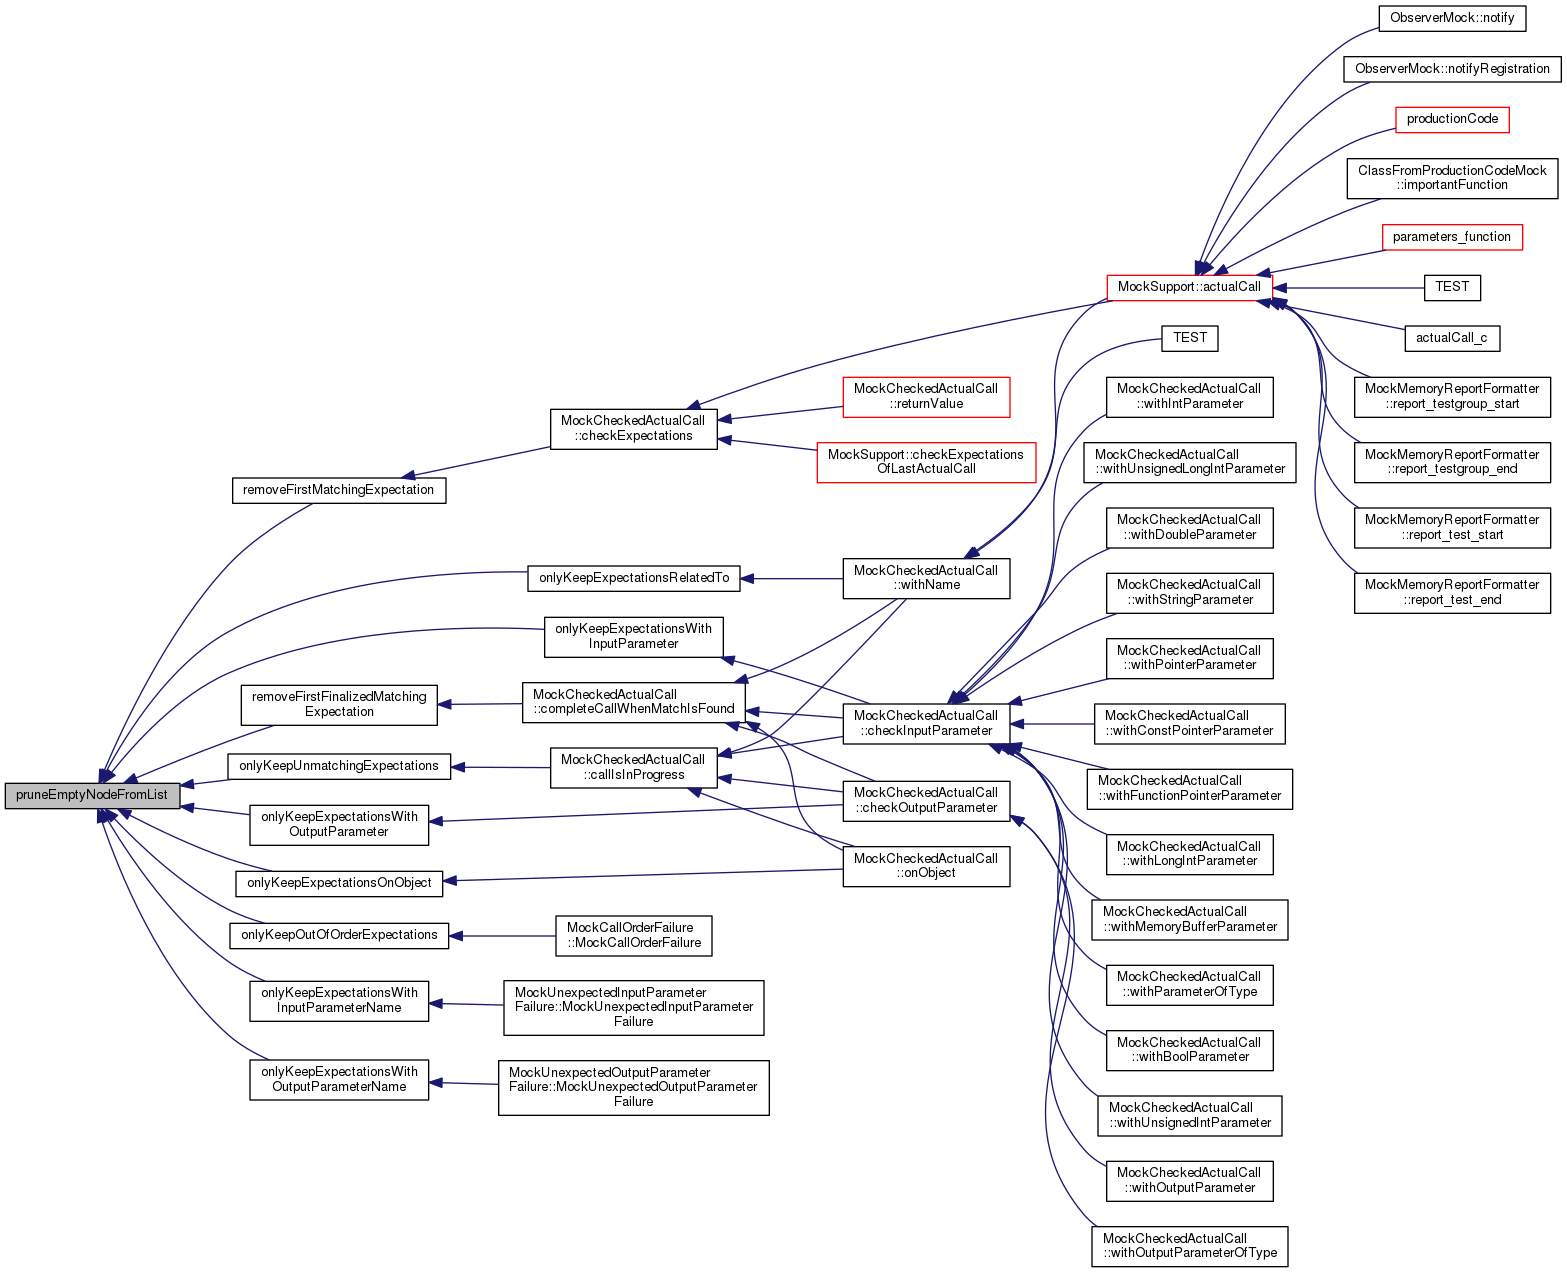 ObserverMock::notify
ObserverMock::notifyRegistration
productionCode
ClassFromProductionCodeMock
::importantFunction
parameters_function
MockSupport::actualCall
TEST
actualCall_c
TEST
MockCheckedActualCall
::returnValue
MockCheckedActualCall
::withIntParameter
MockMemoryReportFormatter
::report_testgroup_start
MockCheckedActualCall
::checkExpectations
MockSupport::checkExpectations
OfLastActualCall
MockCheckedActualCall
::withUnsignedLongIntParameter
MockMemoryReportFormatter
::report_testgroup_end
removeFirstMatchingExpectation
MockCheckedActualCall
::withDoubleParameter
MockMemoryReportFormatter
::report_test_start
onlyKeepExpectationsRelatedTo
MockCheckedActualCall
::withName
MockCheckedActualCall
::withStringParameter
MockMemoryReportFormatter
::report_test_end
onlyKeepExpectationsWith
InputParameter
MockCheckedActualCall
::withPointerParameter
removeFirstFinalizedMatching
Expectation
MockCheckedActualCall
::completeCallWhenMatchIsFound
MockCheckedActualCall
::checkInputParameter
MockCheckedActualCall
::withConstPointerParameter
onlyKeepUnmatchingExpectations
MockCheckedActualCall
::callIsInProgress
MockCheckedActualCall
::withFunctionPointerParameter
pruneEmptyNodeFromList
MockCheckedActualCall
::checkOutputParameter
onlyKeepExpectationsWith
OutputParameter
MockCheckedActualCall
::withLongIntParameter
onlyKeepExpectationsOnObject
MockCheckedActualCall
::onObject
MockCheckedActualCall
::withMemoryBufferParameter
onlyKeepOutOfOrderExpectations
MockCallOrderFailure
::MockCallOrderFailure
MockCheckedActualCall
::withParameterOfType
onlyKeepExpectationsWith
InputParameterName
MockUnexpectedInputParameter
Failure::MockUnexpectedInputParameter
Failure
MockCheckedActualCall
::withBoolParameter
onlyKeepExpectationsWith
OutputParameterName
MockUnexpectedOutputParameter
Failure::MockUnexpectedOutputParameter
Failure
MockCheckedActualCall
::withUnsignedIntParameter
MockCheckedActualCall
::withOutputParameter
MockCheckedActualCall
::withOutputParameterOfType